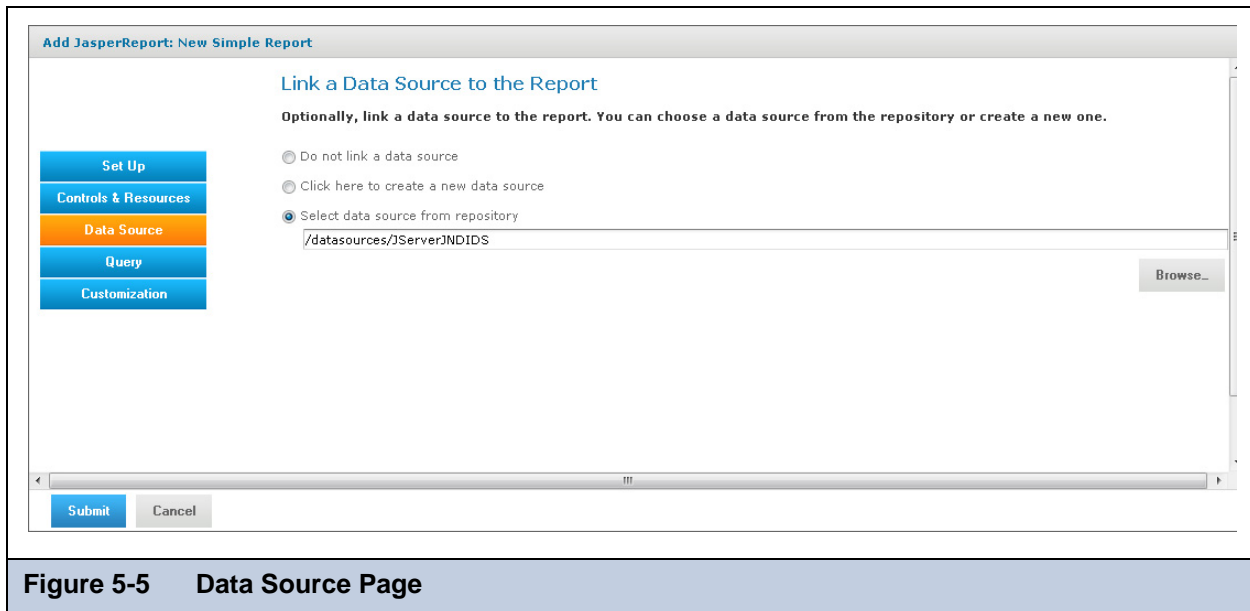 Add JasperReport: New Simple Report
Link a Data Source to the Report
Optionally, link a data source to the report. You can choose a data source from the repository or create a new one.
Set Up
Controls & Resources
Data Source
Query
Customization
Do not link a data source
Click here to create a new data source
Select data source from repository
/datasources/JServerJNDIDS
Browse...
Submit
Cancel
Figure 5-5 Data Source Page